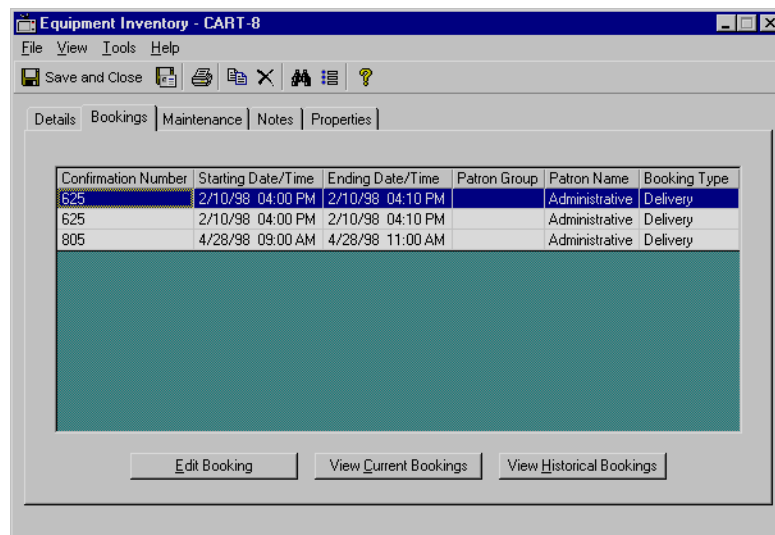 Equipment Inventory - CART-8
File View Tools Help
Save and Close
Details Bookings Maintenance Notes Properties
Confirmation Number Starting Date/Time Ending Date/Time Patron Group Patron Name Booking Type
625 2/10/98 04:00 PM 2/10/98 04:10 PM Administrative Delivery
625 2/10/98 04:00 PM 2/10/98 04:10 PM Administrative Delivery
805 4/28/98 09:00 AM 4/28/98 11:00 AM Administrative Delivery
Edit Booking View Current Bookings View Historical Bookings